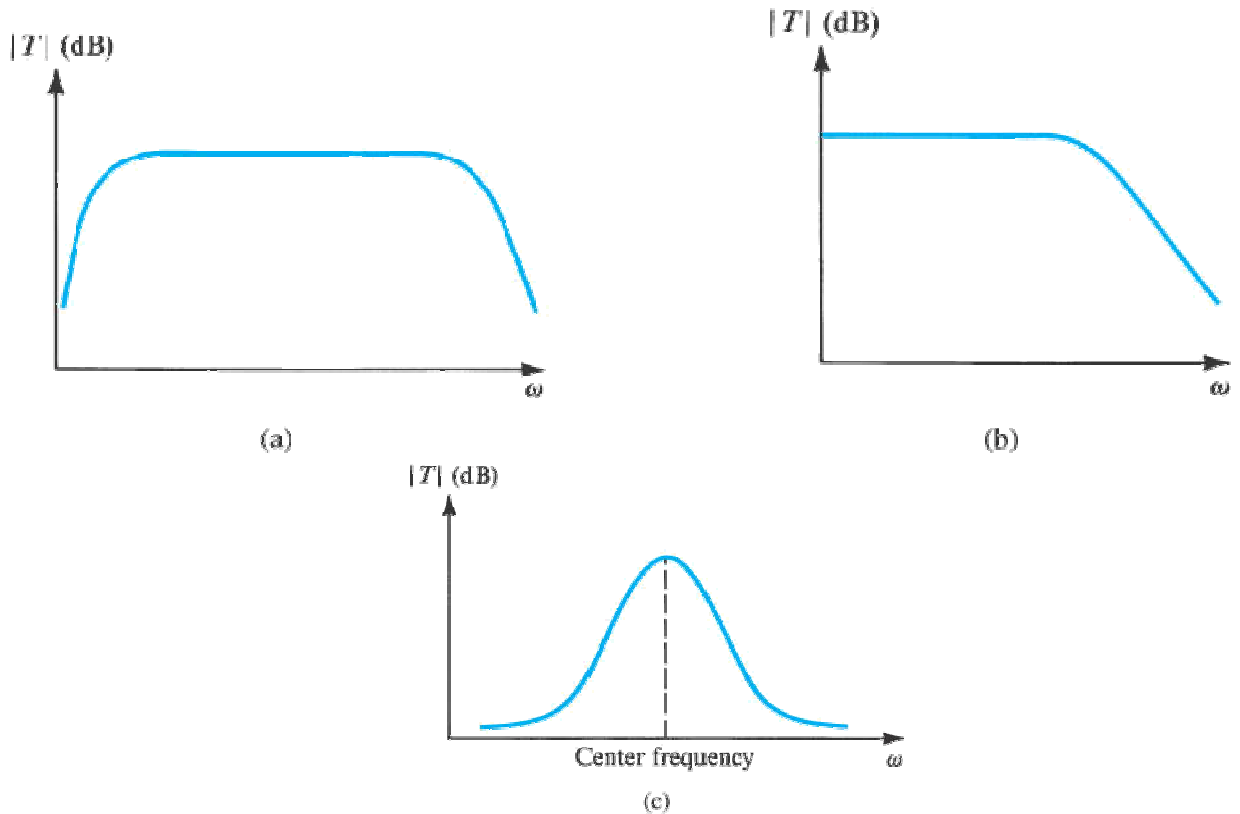 |T| (dB)
ω
(a)
|T| (dB)
ω
(b)
|T| (dB)
Center frequency
ω
(c)